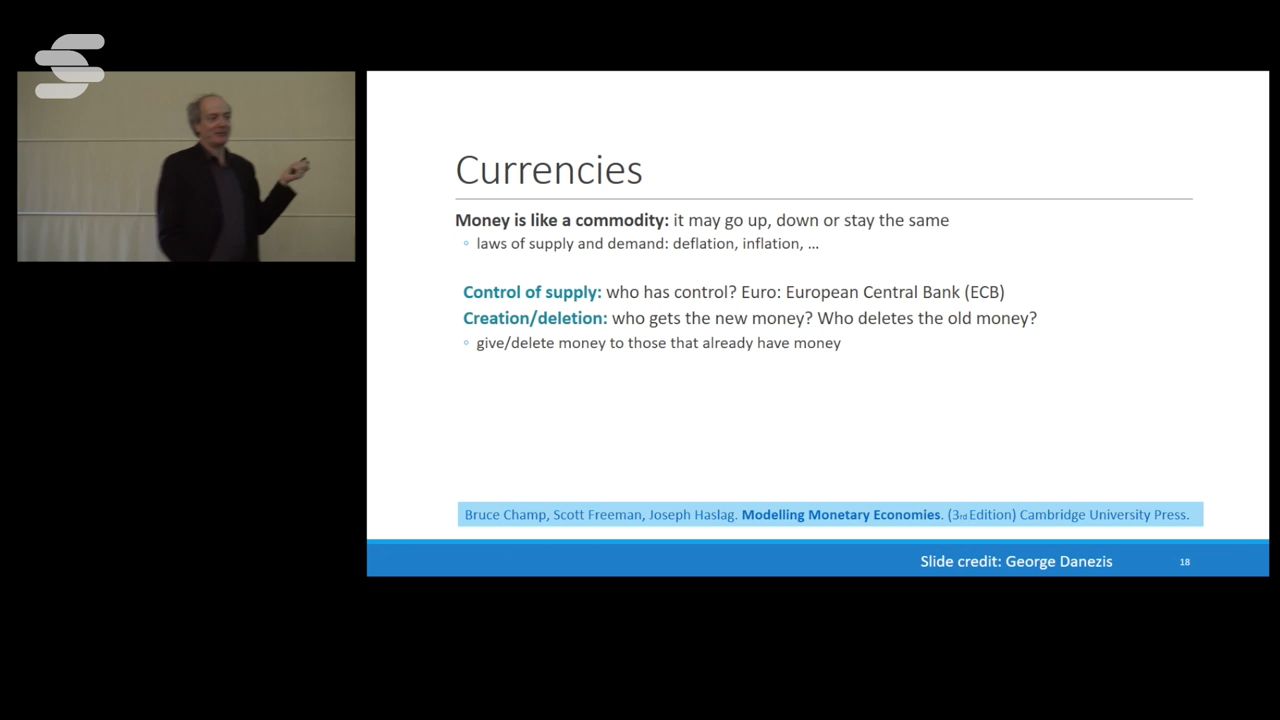 Currencies
Money is like a commodity: it may go up, down or stay the same
◦ laws of supply and demand: deflation, inflation, …
Control of supply: who has control? Euro: European Central Bank (ECB)
Creation/deletion: who gets the new money? Who deletes the old money?
◦ give/delete money to those that already have money
Bruce Champ, Scott Freeman, Joseph Haslag. Modelling Monetary Economies. (3rd Edition) Cambridge University Press.
Slide credit: George Danezis
18